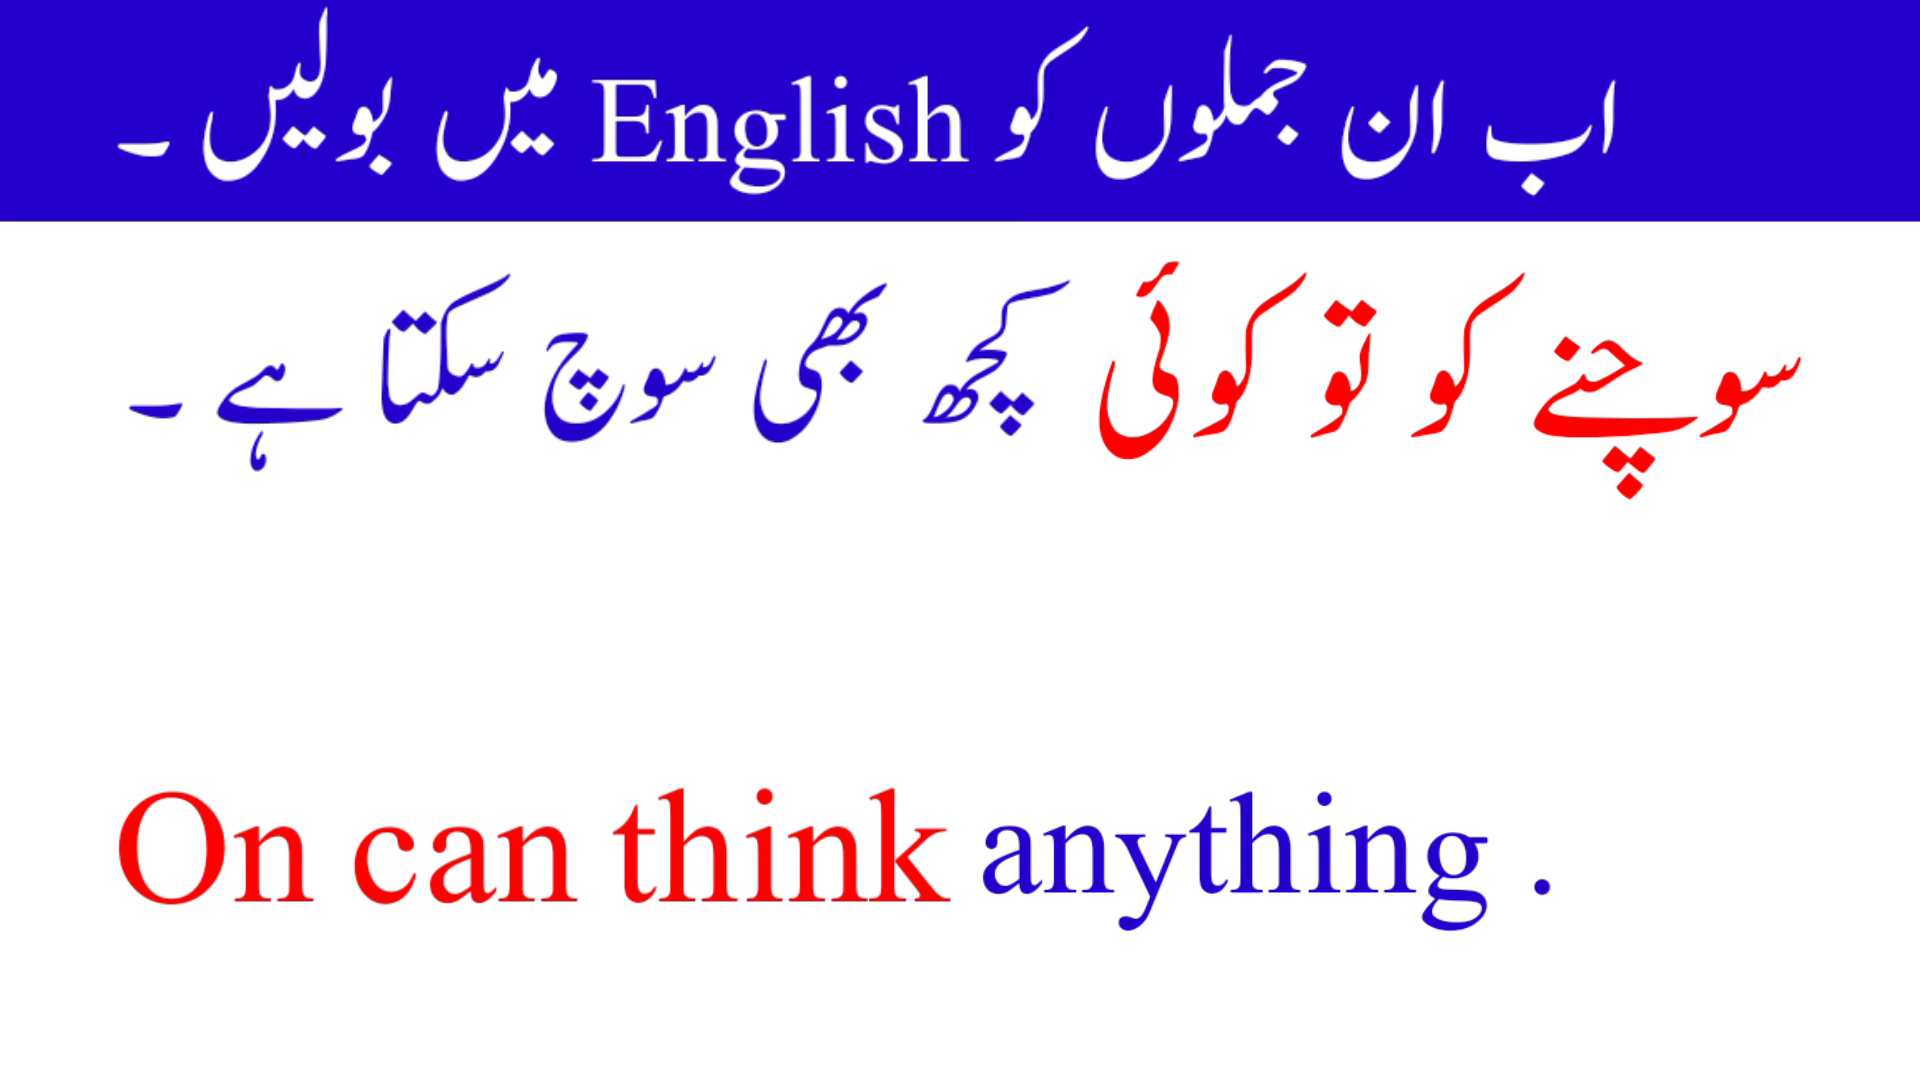 اب ان جملوں کو English میں بولیں ۔
سوچنے کو تو کوئی کچھ بھی سوچ سکتا ہے ۔
On can think anything .